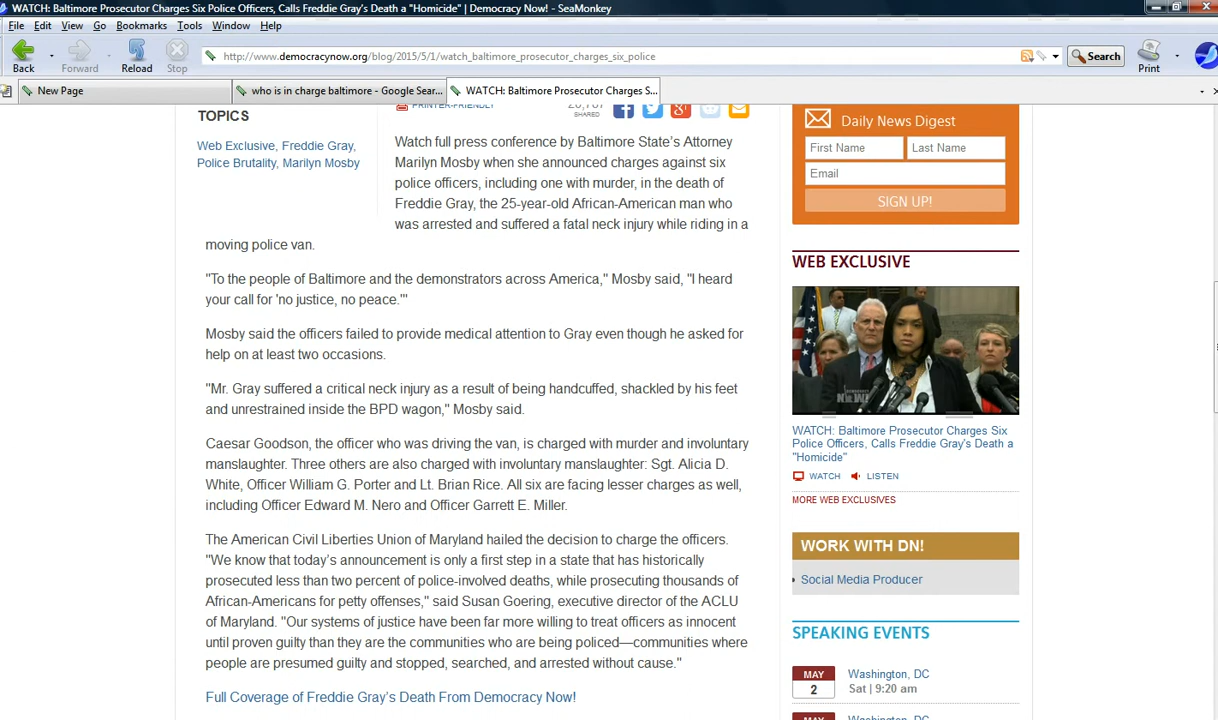 WATCH: Baltimore Prosecutor Charges Six Police Officers, Calls Freddie Gray's Death a "Homicide" | Democracy Now! - SeaMonkey
File Edit View Go Bookmarks Tools Window Help
Back Forward Reload Stop http://www.democracynow.org/blog/2015/5/1/watch_baltimore_prosecutor_charges_six_police Search Print
New Page who is in charge baltimore - Google Sear... WATCH: Baltimore Prosecutor Charges S...
TOPICS
Web Exclusive, Freddie Gray,
Police Brutality, Marilyn Mosby
PRINTER-FRIENDLY
SHARED
Watch full press conference by Baltimore State's Attorney
Marilyn Mosby when she announced charges against six
police officers, including one with murder, in the death of
Freddie Gray, the 25-year-old African-American man who
was arrested and suffered a fatal neck injury while riding in a
moving police van.
"To the people of Baltimore and the demonstrators across America," Mosby said, "I heard
your call for 'no justice, no peace.'"
Mosby said the officers failed to provide medical attention to Gray even though he asked for
help on at least two occasions.
"Mr. Gray suffered a critical neck injury as a result of being handcuffed, shackled by his feet
and unrestrained inside the BPD wagon," Mosby said.
Caesar Goodson, the officer who was driving the van, is charged with murder and involuntary
manslaughter. Three others are also charged with involuntary manslaughter: Sgt. Alicia D.
White, Officer William G. Porter and Lt. Brian Rice. All six are facing lesser charges as well,
including Officer Edward M. Nero and Officer Garrett E. Miller.
The American Civil Liberties Union of Maryland hailed the decision to charge the officers.
"We know that today's announcement is only a first step in a state that has historically
prosecuted less than two percent of police-involved deaths, while prosecuting thousands of
African-Americans for petty offenses," said Susan Goering, executive director of the ACLU
of Maryland. "Our systems of justice have been far more willing to treat officers as innocent
until proven guilty than they are the communities who are being policed—communities where
people are presumed guilty and stopped, searched, and arrested without cause."
Full Coverage of Freddie Gray's Death From Democracy Now!
Daily News Digest
First Name Last Name
Email
SIGN UP!
WEB EXCLUSIVE
WATCH: Baltimore Prosecutor Charges Six
Police Officers, Calls Freddie Gray's Death a
"Homicide"
WATCH LISTEN
MORE WEB EXCLUSIVES
WORK WITH DN!
Social Media Producer
SPEAKING EVENTS
MAY
2
Washington, DC
Sat | 9:20 am
MAY
Washington, DC